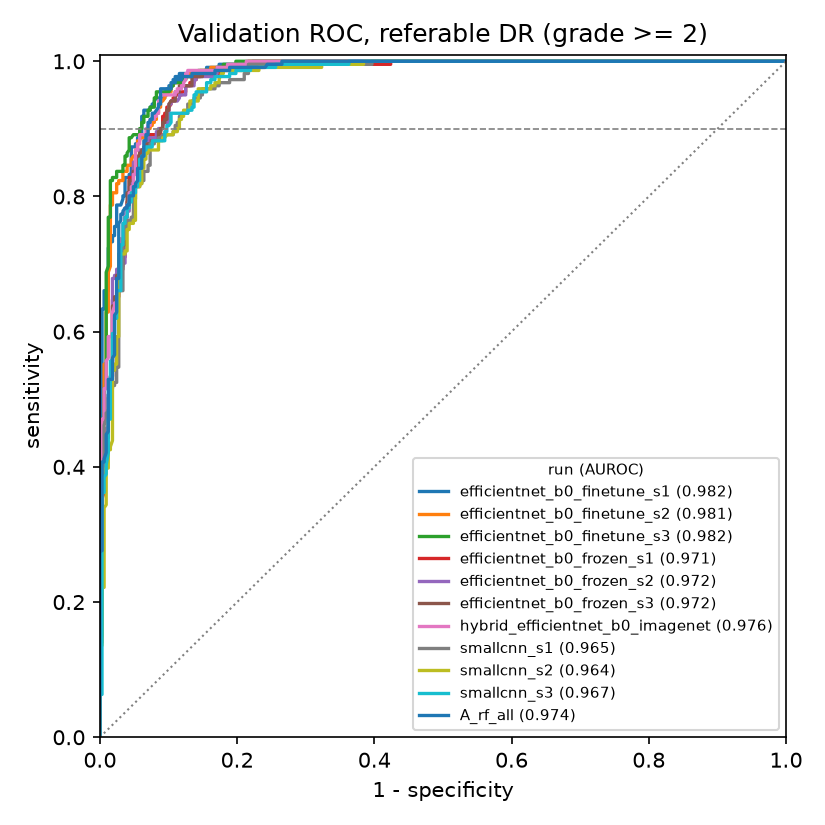 Validation ROC, referable DR (grade >= 2)
1.0
0.8
0.6
0.4
0.2
0.0
sensitivity
run (AUROC)
efficientnet_b0_finetune_s1 (0.982)
efficientnet_b0_finetune_s2 (0.981)
efficientnet_b0_finetune_s3 (0.982)
efficientnet_b0_frozen_s1 (0.971)
efficientnet_b0_frozen_s2 (0.972)
efficientnet_b0_frozen_s3 (0.972)
hybrid_efficientnet_b0_imagenet (0.976)
smallcnn_s1 (0.965)
smallcnn_s2 (0.964)
smallcnn_s3 (0.967)
A_rf_all (0.974)
0.0 0.2 0.4 0.6 0.8 1.0
1 - specificity